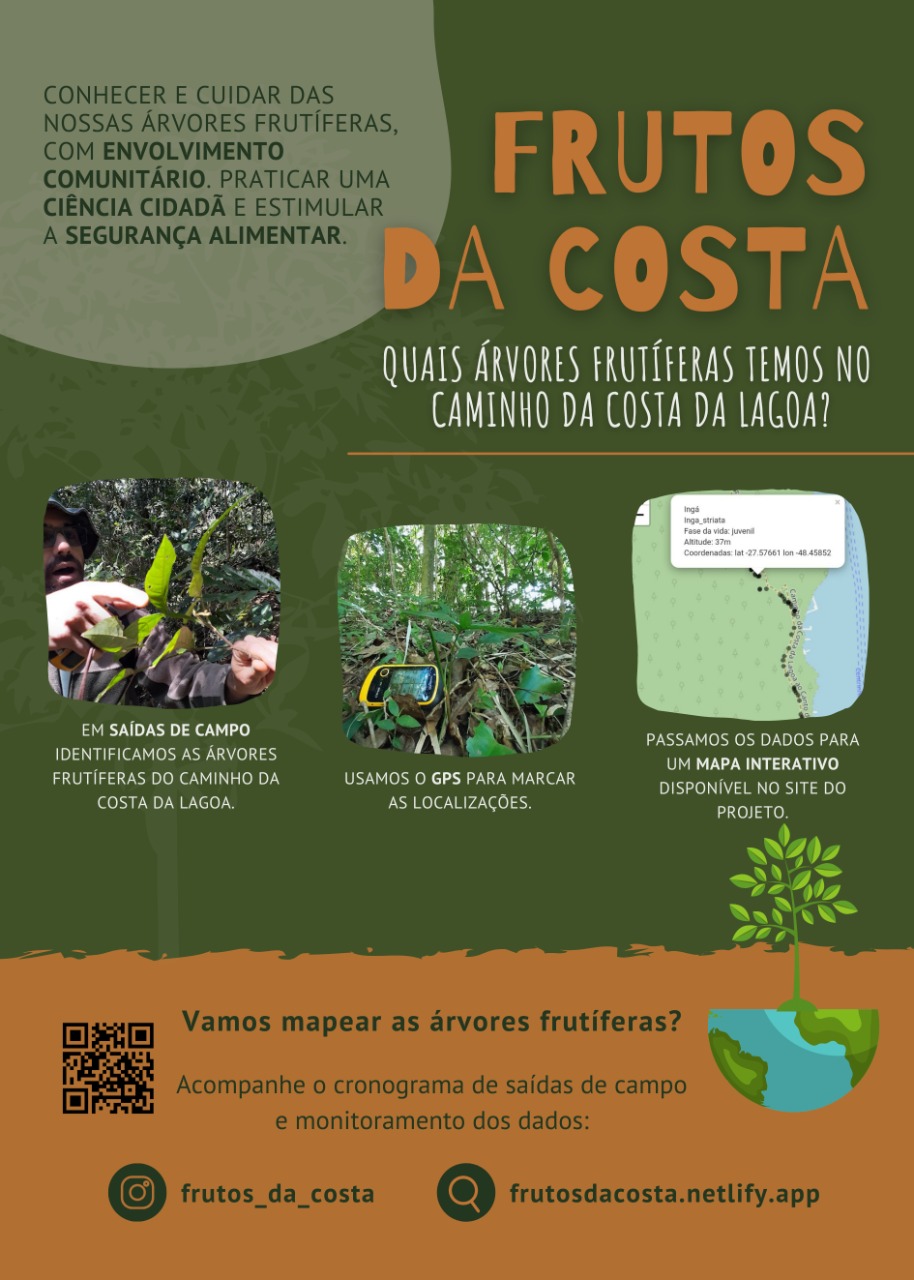 CONHECER E CUIDAR DAS
NOSSAS ÁRVORES FRUTÍFERAS,
COM ENVOLVIMENTO
COMUNITÁRIO. PRATICAR UMA
CIÊNCIA CIDADÃ E ESTIMULAR
A SEGURANÇA ALIMENTAR.
FRUTOS
DA COSTA
QUAIS ÁRVORES FRUTÍFERAS TEMOS NO
CAMINHO DA COSTA DA LAGOA?
EM SAÍDAS DE CAMPO
IDENTIFICAMOS AS ÁRVORES
FRUTÍFERAS DO CAMINHO DA
COSTA DA LAGOA.
USAMOS O GPS PARA MARCAR
AS LOCALIZAÇÕES.
Ingá
Inga_striata
Fase da vida: juvenil
Altitude: 37m
Coordenadas: lat -27.57661 lon -48.45852
PASSAMOS OS DADOS PARA
UM MAPA INTERATIVO
DISPONÍVEL NO SITE DO
PROJETO.
Vamos mapear as árvores frutíferas?
Acompanhe o cronograma de saídas de campo
e monitoramento dos dados:
frutos_da_costa
frutosdacosta.netlify.app